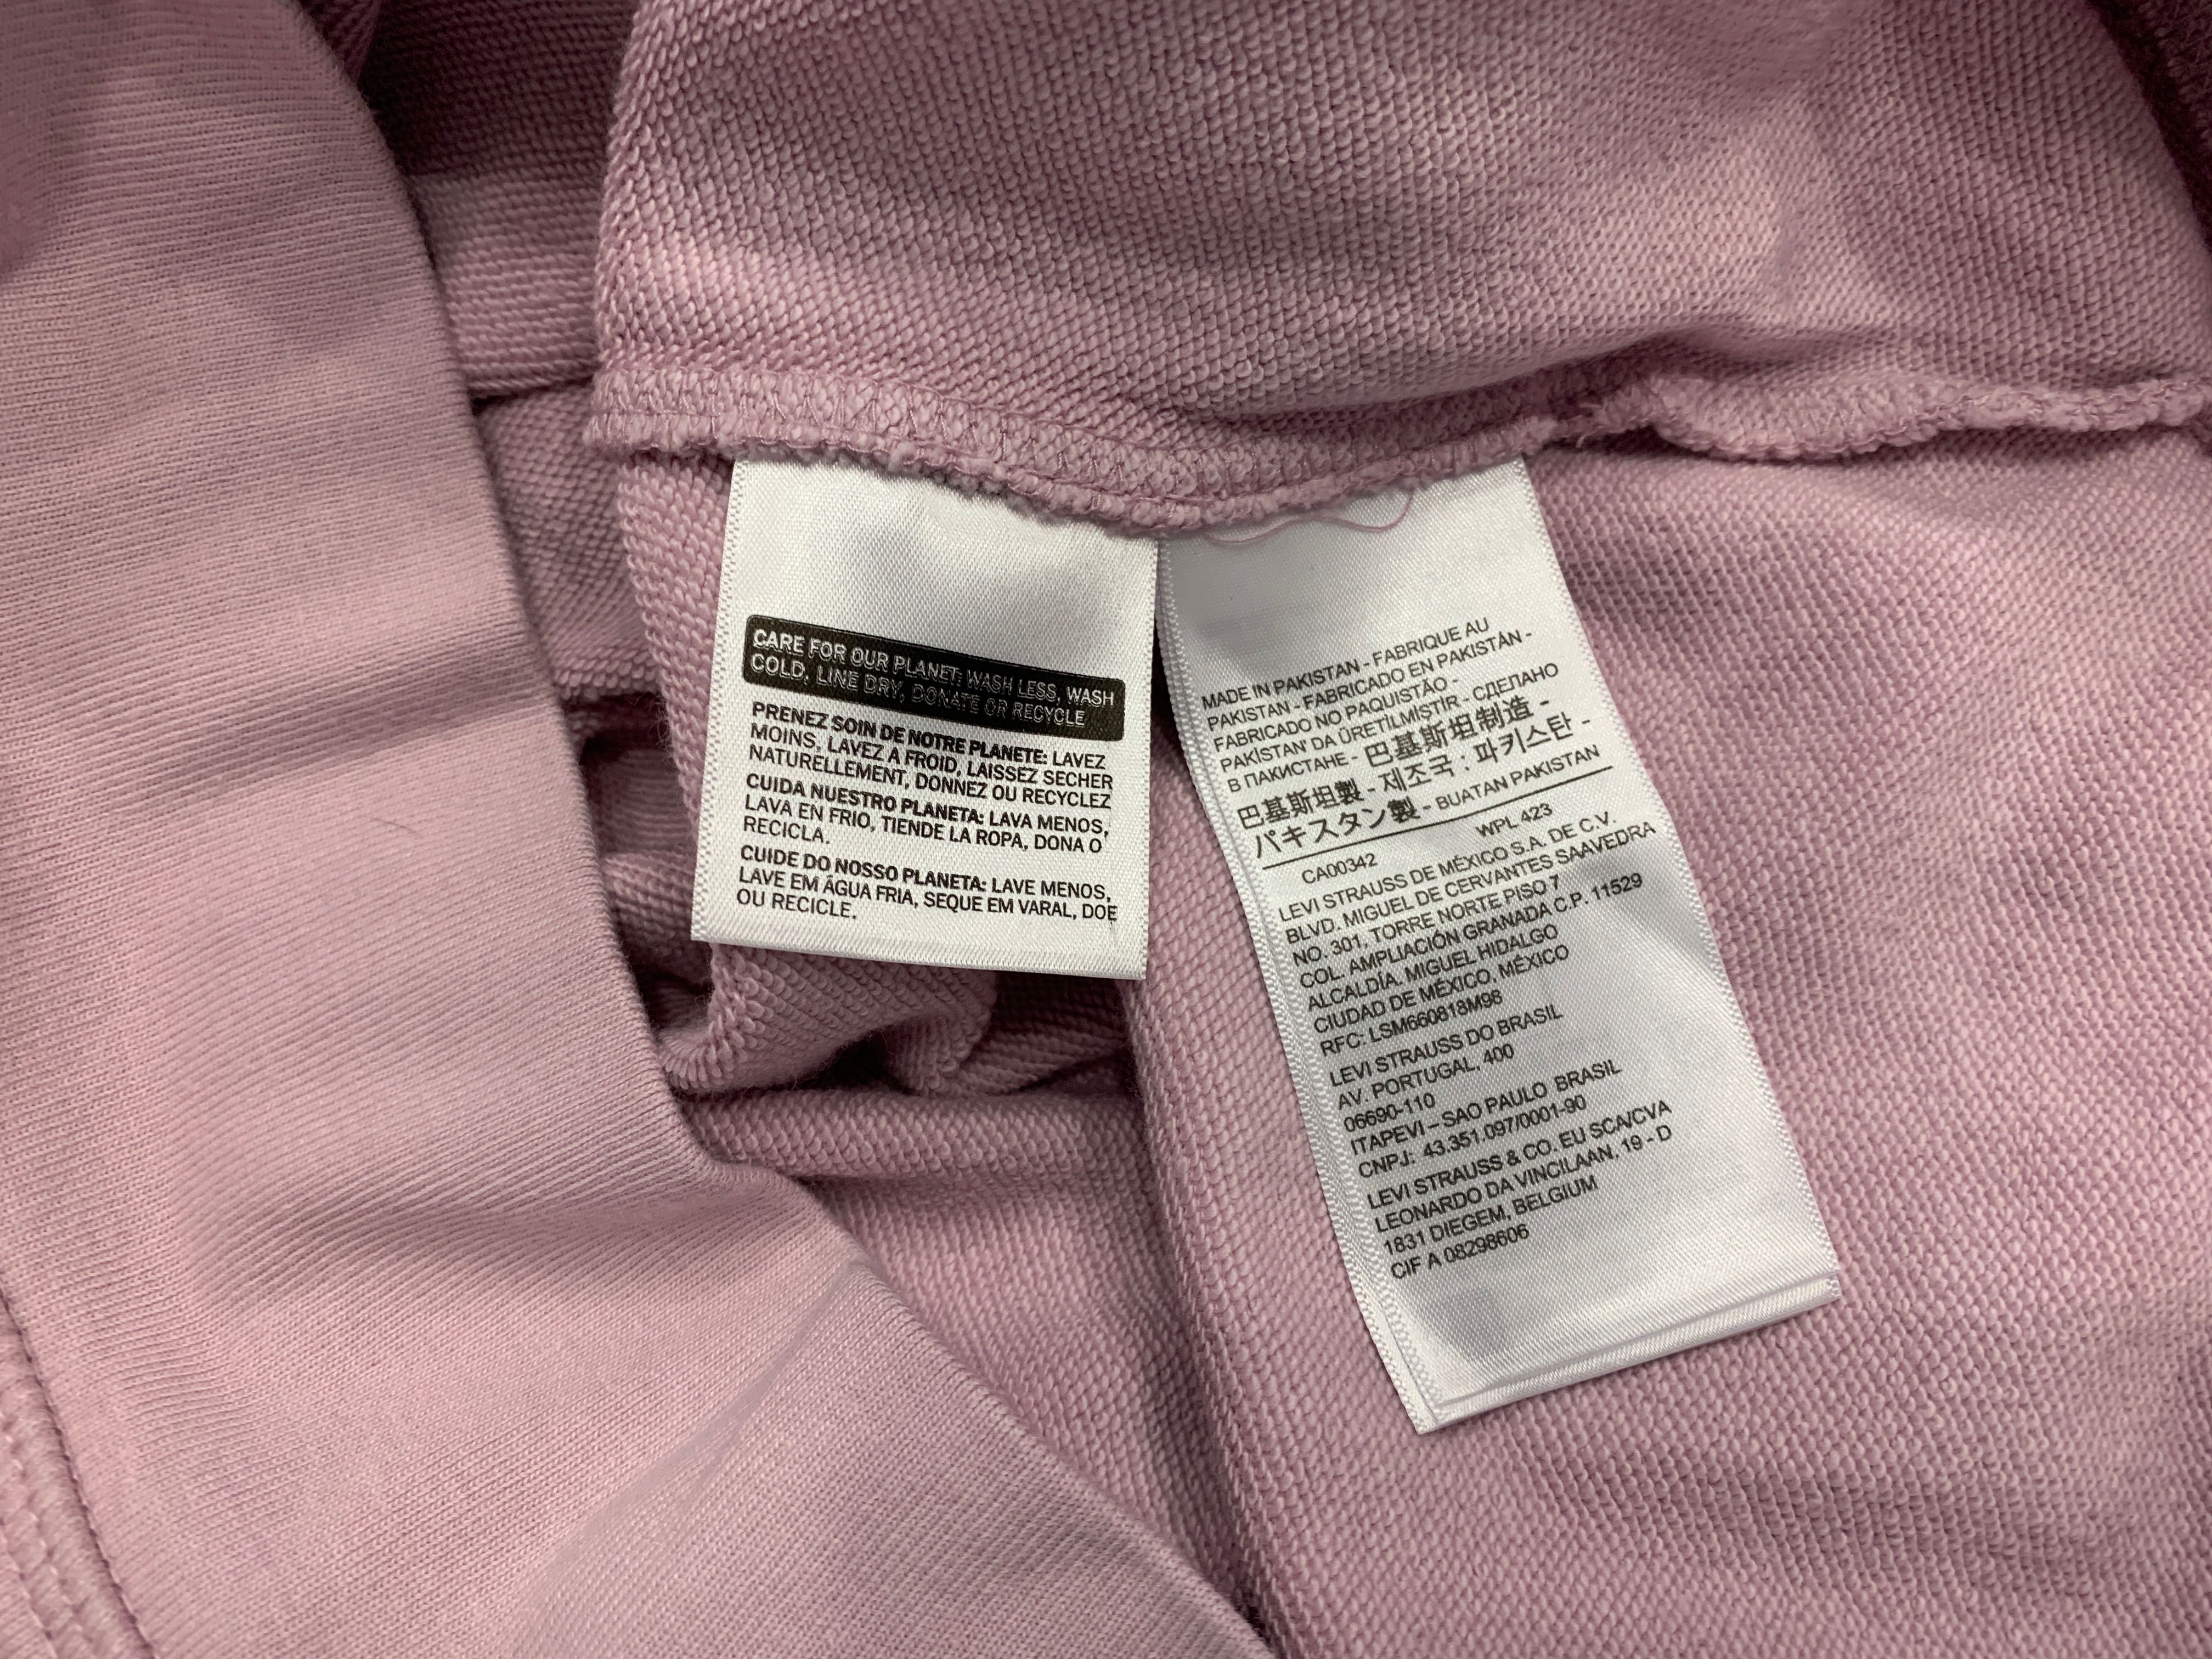 CARE FOR OUR PLANET: WASH LESS, WASH
COLD, LINE DRY, DONATE OR RECYCLE
PRENEZ SOIN DE NOTRE PLANETE: LAVEZ
MOINS, LAVEZ A FROID, LAISSEZ SECHER
NATURELLEMENT, DONNEZ OU RECYCLEZ
CUIDA NUESTRO PLANETA: LAVA MENOS,
LAVA EN FRIO, TIENDE LA ROPA, DONA O
RECICLA.
CUIDE DO NOSSO PLANETA: LAVE MENOS,
LAVE EM ÁGUA FRIA, SEQUE EM VARAL, DOE
OU RECICLE.
MADE IN PAKISTAN - FABRIQUE AU
PAKISTAN - FABRICADO EN PAKISTÁN -
FABRICADO NO PAQUISTÃO -
PAKİSTAN'DA ÜRETİLMİŞTİR - СДЕЛАНО
В ПАКИСТАНЕ - 巴基斯坦制造 -
巴基斯坦製 - 제조국 : 파키스탄 -
パキスタン製 - BUATAN PAKISTAN
CA00342 WPL 423
LEVI STRAUSS DE MÉXICO S.A. DE C.V.
BLVD. MIGUEL DE CERVANTES SAAVEDRA
NO. 301, TORRE NORTE PISO 7
COL. AMPLIACIÓN GRANADA C.P. 11529
ALCALDÍA. MIGUEL HIDALGO
CIUDAD DE MÉXICO, MÉXICO
RFC: LSM660818M96
LEVI STRAUSS DO BRASIL
AV. PORTUGAL, 400
06690-110
ITAPEVI – SAO PAULO BRASIL
CNPJ: 43.351.097/0001-90
LEVI STRAUSS & CO. EU SCA/CVA
LEONARDO DA VINCILAAN, 19 - D
1831 DIEGEM, BELGIUM
CIF A 08298606